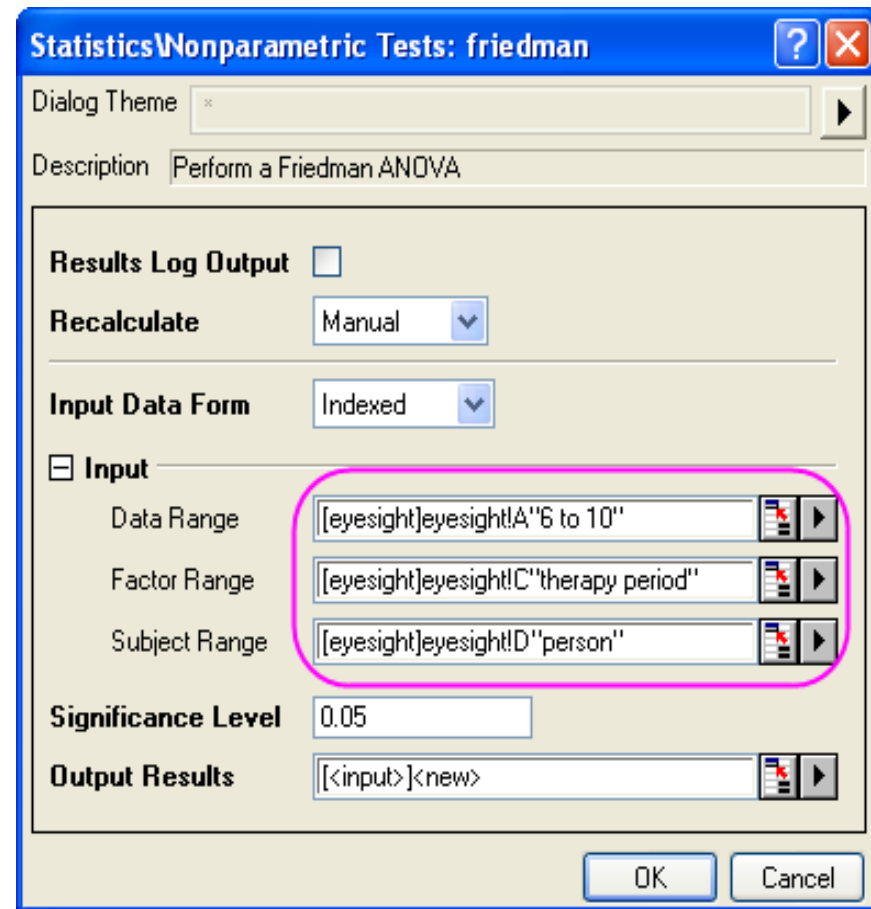 Statistics\Nonparametric Tests: friedman
Dialog Theme *
Description Perform a Friedman ANOVA
Results Log Output
Recalculate Manual
Input Data Form Indexed
Input
Data Range [eyesight]eyesight!A"6 to 10"
Factor Range [eyesight]eyesight!C"therapy period"
Subject Range [eyesight]eyesight!D"person"
Significance Level 0.05
Output Results [<input>]<new>
OK Cancel